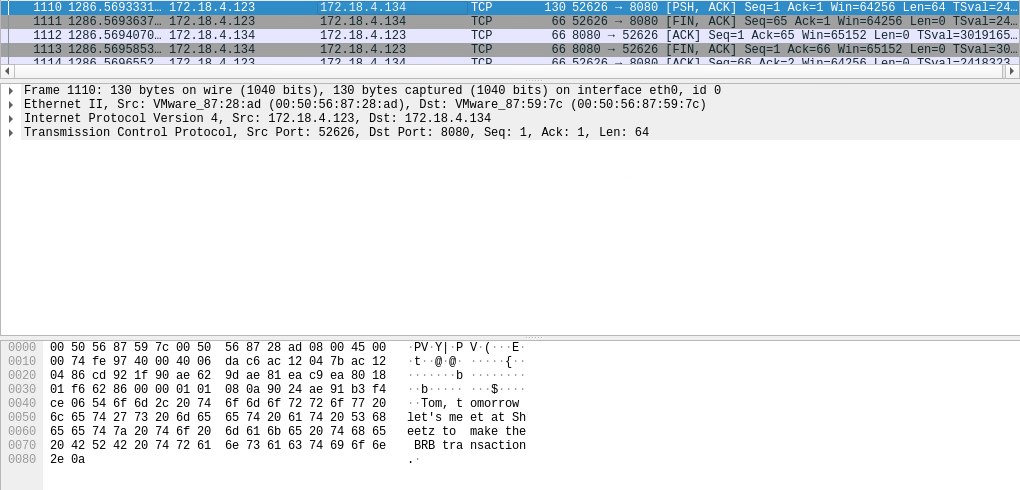 1110 1286.5693331… 172.18.4.123 172.18.4.134 TCP 130 52626 → 8080 [PSH, ACK] Seq=1 Ack=1 Win=64256 Len=64 TSval=24…
1111 1286.5693637… 172.18.4.123 172.18.4.134 TCP 66 52626 → 8080 [FIN, ACK] Seq=65 Ack=1 Win=64256 Len=0 TSval=24…
1112 1286.5694070… 172.18.4.134 172.18.4.123 TCP 66 8080 → 52626 [ACK] Seq=1 Ack=65 Win=65152 Len=0 TSval=3019165…
1113 1286.5695853… 172.18.4.134 172.18.4.123 TCP 66 8080 → 52626 [FIN, ACK] Seq=1 Ack=66 Win=65152 Len=0 TSval=30…
1114 1286.5696552… 172.18.4.123 172.18.4.134 TCP 66 52626 → 8080 [ACK] Seq=66 Ack=2 Win=64256 Len=0 TSval=2418323…
Frame 1110: 130 bytes on wire (1040 bits), 130 bytes captured (1040 bits) on interface eth0, id 0
Ethernet II, Src: VMware_87:28:ad (00:50:56:87:28:ad), Dst: VMware_87:59:7c (00:50:56:87:59:7c)
Internet Protocol Version 4, Src: 172.18.4.123, Dst: 172.18.4.134
Transmission Control Protocol, Src Port: 52626, Dst Port: 8080, Seq: 1, Ack: 1, Len: 64
0000 00 50 56 87 59 7c 00 50 56 87 28 ad 08 00 45 00 ·PV·Y|·P V·(···E·
0010 00 74 fe 97 40 00 40 06 da c6 ac 12 04 7b ac 12 ·t··@·@· ·····{··
0020 04 86 cd 92 1f 90 ae 62 9d ae 81 ea c9 ea 80 18 ·······b ········
0030 01 f6 62 86 00 00 01 01 08 0a 90 24 ae 91 b3 f4 ··b····· ···$····
0040 ce 06 54 6f 6d 2c 20 74 6f 6d 6f 72 72 6f 77 20 ··Tom, t omorrow
0050 6c 65 74 27 73 20 6d 65 65 74 20 61 74 20 53 68 let's me et at Sh
0060 65 65 74 7a 20 74 6f 20 6d 61 6b 65 20 74 68 65 eetz to make the
0070 20 42 52 42 20 74 72 61 6e 73 61 63 74 69 6f 6e BRB tra nsaction
0080 2e 0a .·